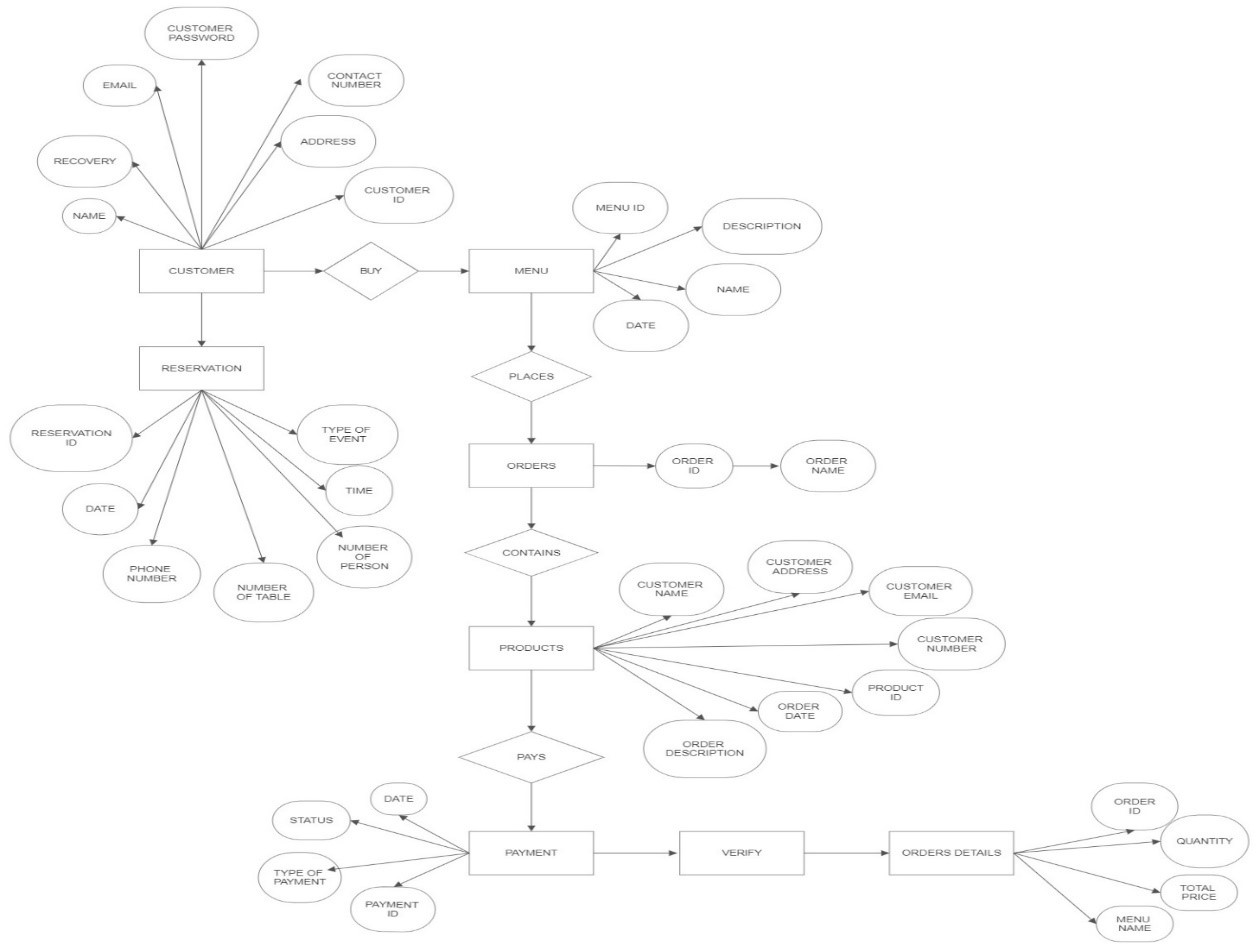 CUSTOMER
PASSWORD
CONTACT
NUMBER
EMAIL
ADDRESS
RECOVERY
CUSTOMER
ID
NAME
MENU ID
DESCRIPTION
CUSTOMER
BUY
MENU
NAME
DATE
RESERVATION
PLACES
RESERVATION
ID
TYPE OF
EVENT
ORDERS
ORDER
ID
ORDER
NAME
TIME
DATE
NUMBER
OF
PERSON
CONTAINS
PHONE
NUMBER
NUMBER
OF TABLE
CUSTOMER
NAME
CUSTOMER
ADDRESS
CUSTOMER
EMAIL
PRODUCTS
CUSTOMER
NUMBER
PRODUCT
ID
ORDER
DATE
ORDER
DESCRIPTION
PAYS
DATE
STATUS
TYPE OF
PAYMENT
PAYMENT
ID
PAYMENT
VERIFY
ORDERS DETAILS
ORDER
ID
QUANTITY
TOTAL
PRICE
MENU
NAME